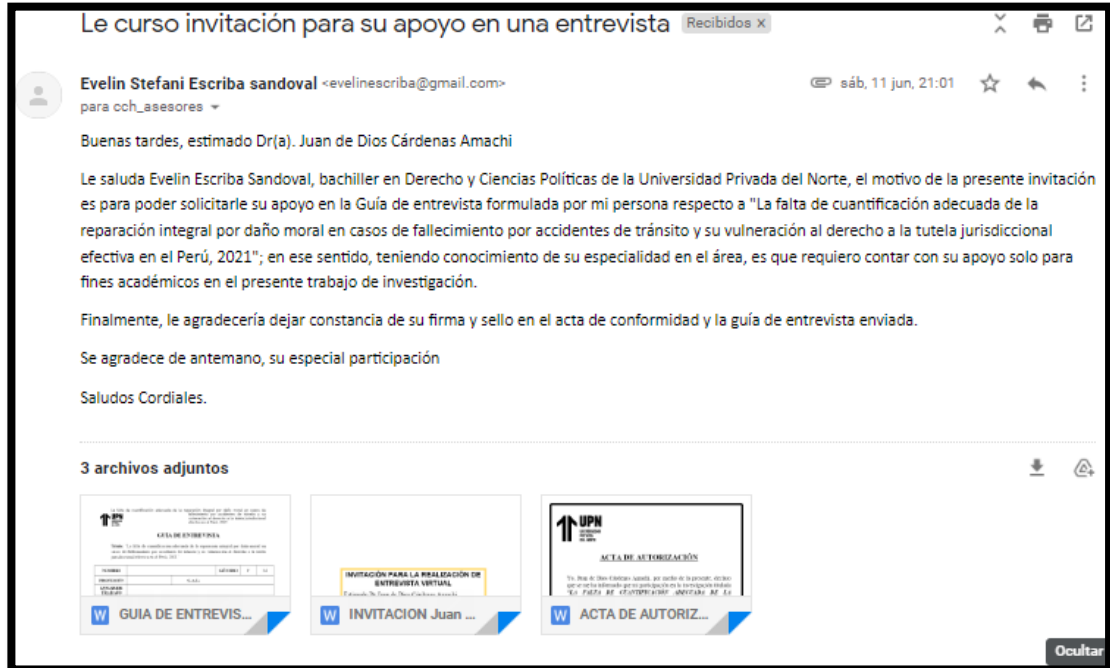 Le curso invitación para su apoyo en una entrevista Recibidos x
Evelin Stefani Escriba sandoval <evelinescriba@gmail.com>
sáb, 11 jun, 21:01
para cch_asesores
Buenas tardes, estimado Dr(a). Juan de Dios Cárdenas Amachi
Le saluda Evelin Escriba Sandoval, bachiller en Derecho y Ciencias Políticas de la Universidad Privada del Norte, el motivo de la presente invitación
es para poder solicitarle su apoyo en la Guía de entrevista formulada por mi persona respecto a "La falta de cuantificación adecuada de la
reparación integral por daño moral en casos de fallecimiento por accidentes de tránsito y su vulneración al derecho a la tutela jurisdiccional
efectiva en el Perú, 2021"; en ese sentido, teniendo conocimiento de su especialidad en el área, es que requiero contar con su apoyo solo para
fines académicos en el presente trabajo de investigación.
Finalmente, le agradecería dejar constancia de su firma y sello en el acta de conformidad y la guía de entrevista enviada.
Se agradece de antemano, su especial participación
Saludos Cordiales.
3 archivos adjuntos
UPN
GUÍA DE ENTREVISTA
W GUIA DE ENTREVIS...
INVITACIÓN PARA LA REALIZACIÓN DE
ENTREVISTA VIRTUAL
W INVITACION Juan ...
UPN
ACTA DE AUTORIZACIÓN
W ACTA DE AUTORIZ...
Ocultar